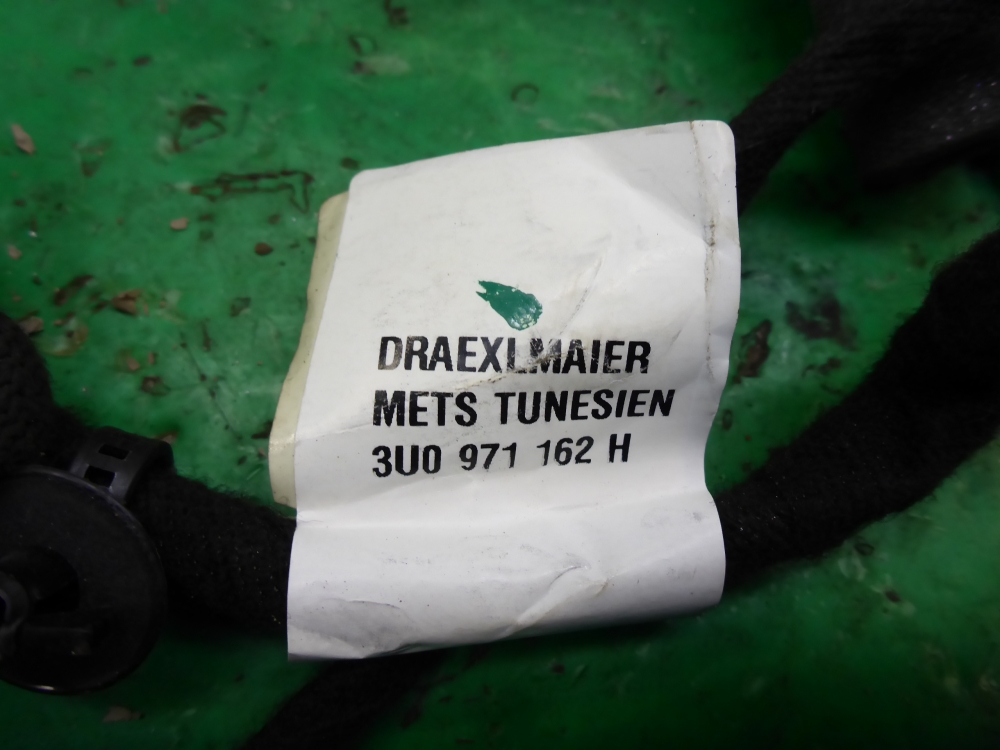 DRAEXLMAIER
METS TUNESIEN
3U0 971 162 H